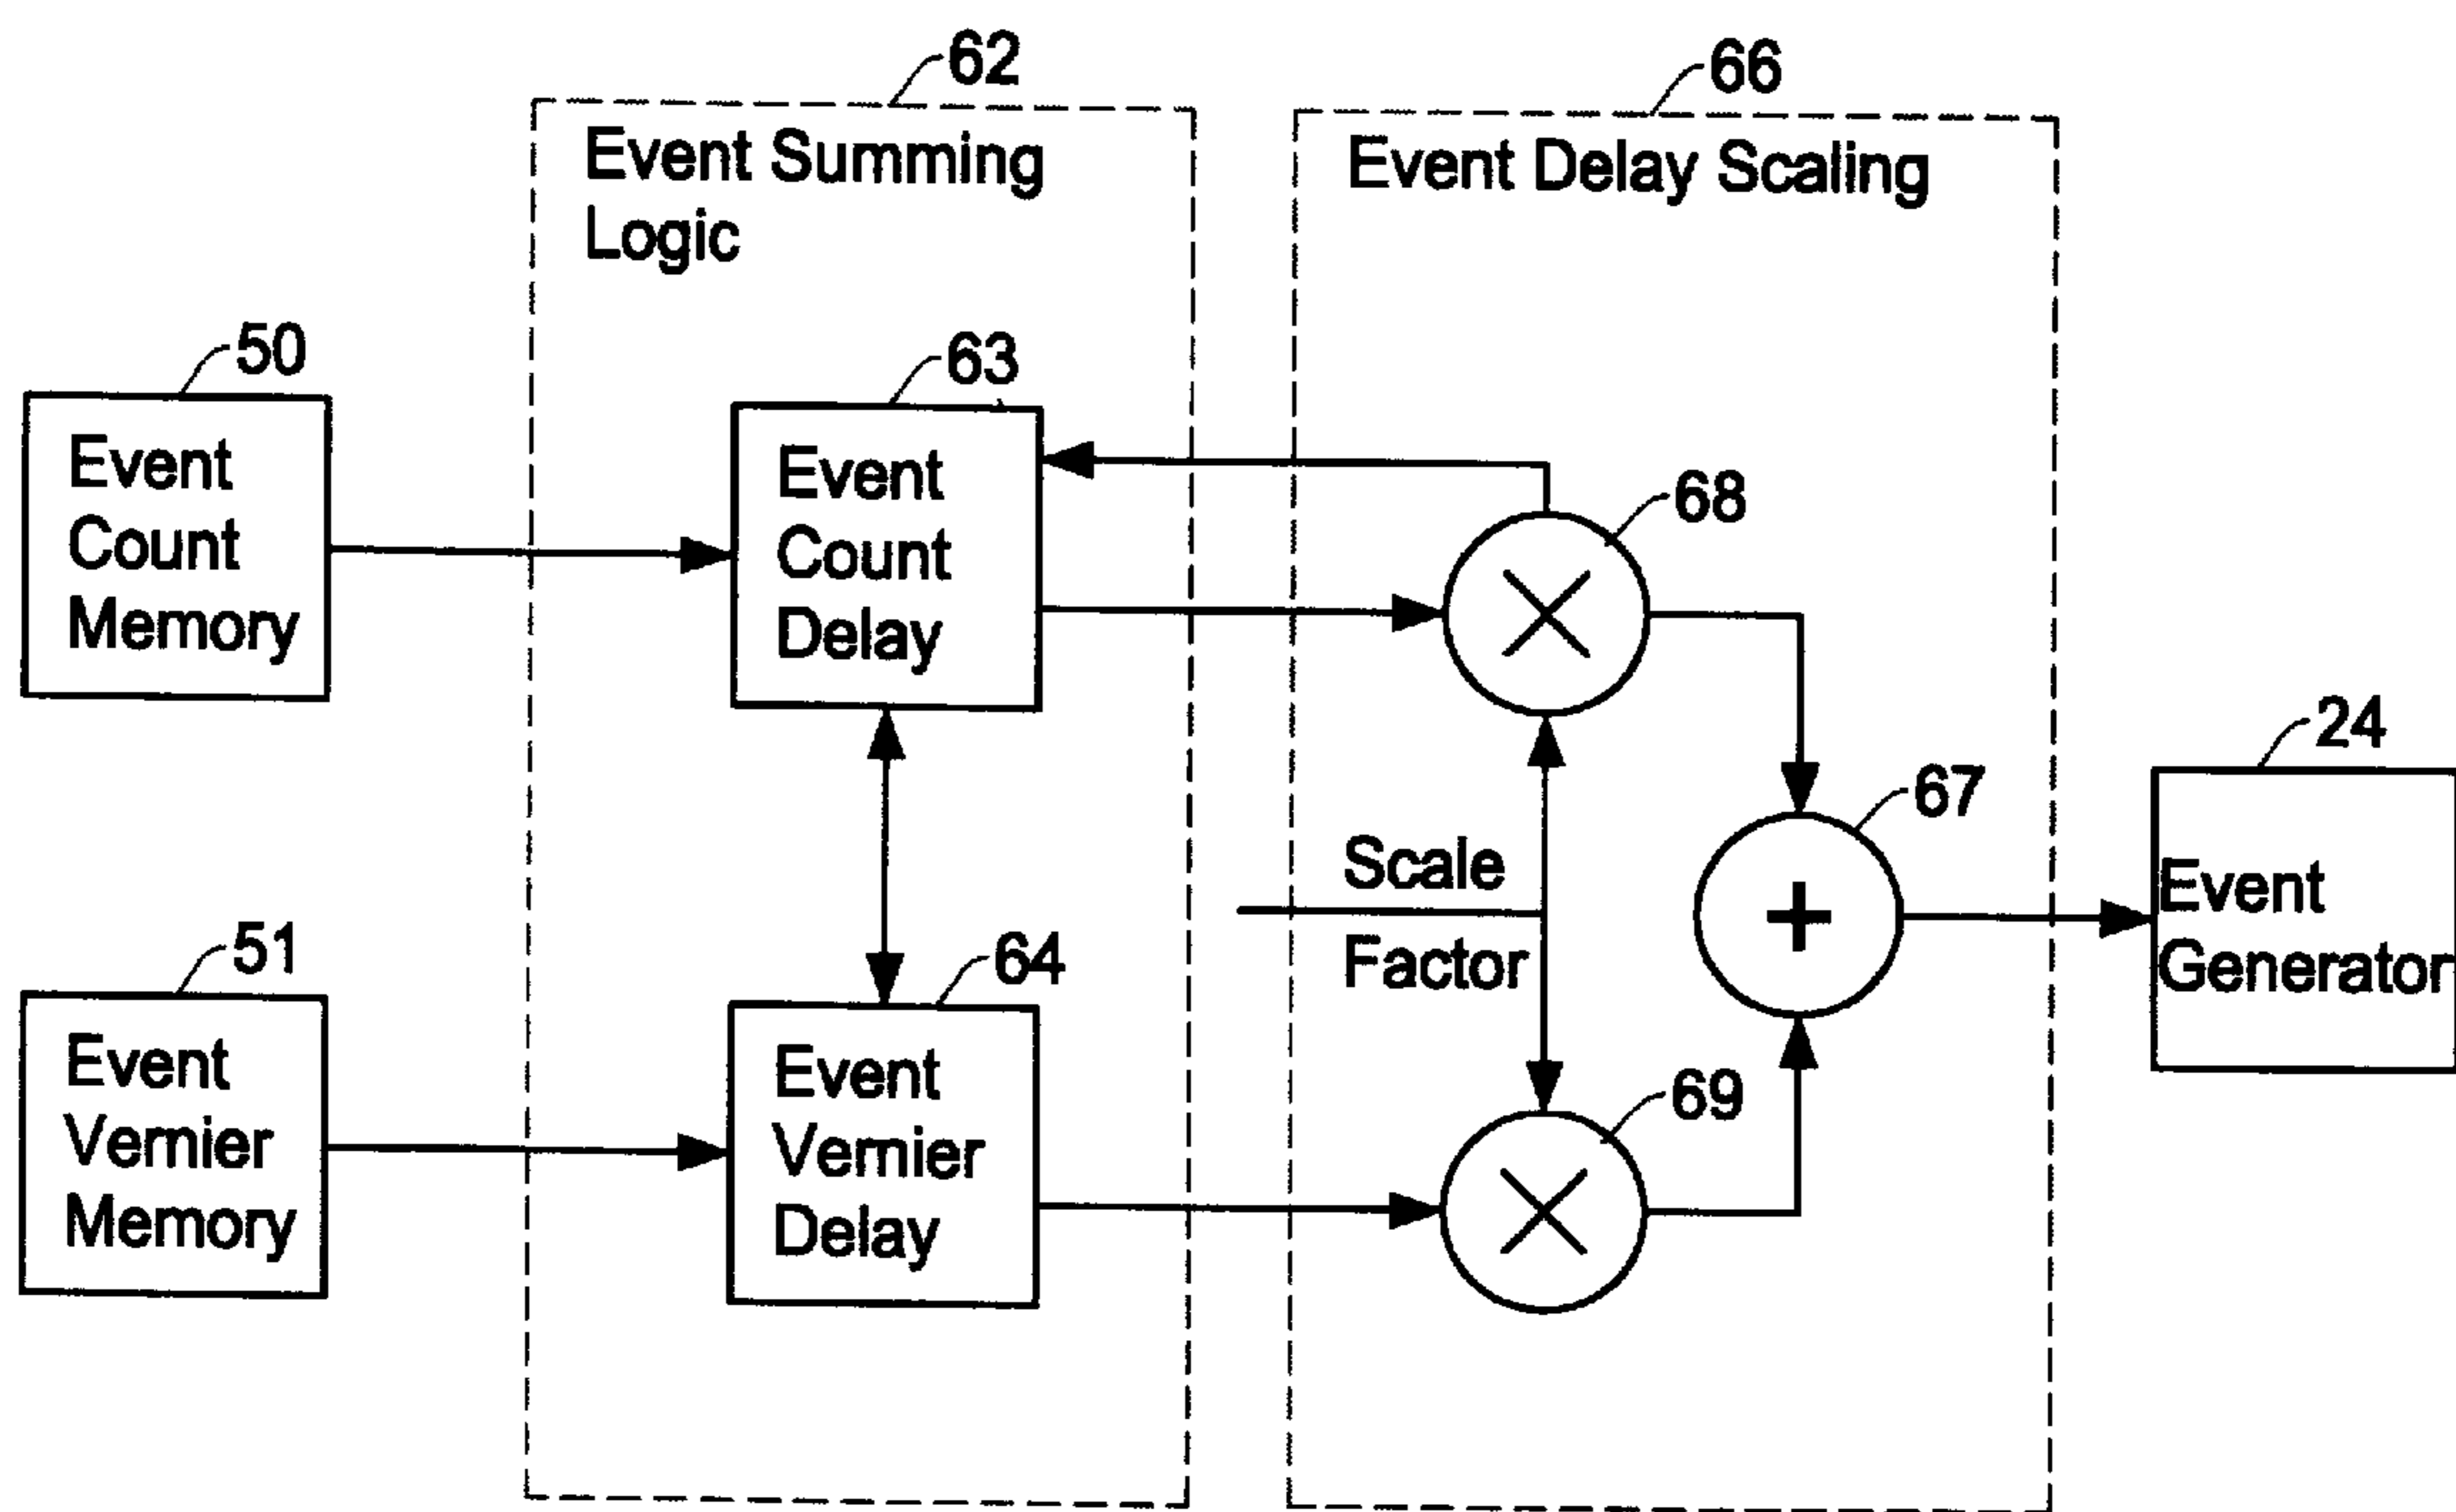 62
66
Event Summing
Logic
Event Delay Scaling
50
63
Event
Count
Memory
Event
Count
Delay
68
24
67
Scale
Factor
Event
Generator
51
64
Event
Vernier
Memory
Event
Vernier
Delay
69